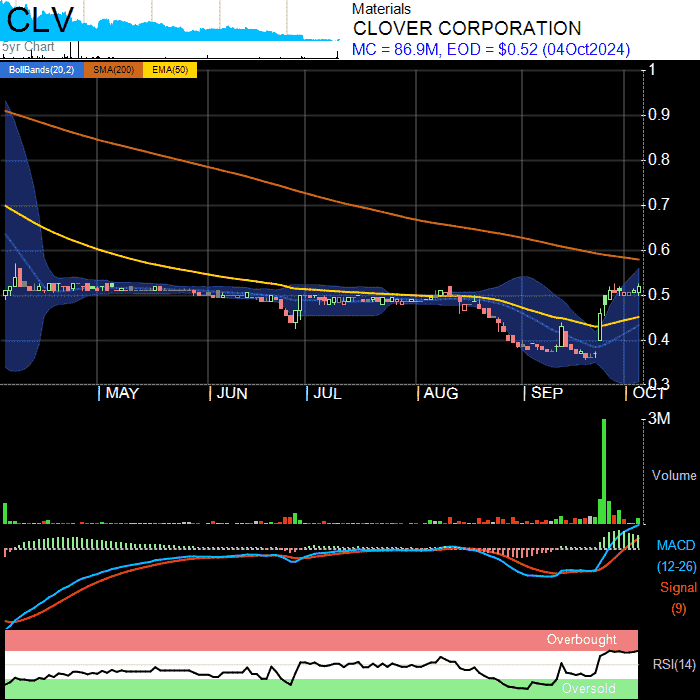 CLV
5yr Chart
Materials
CLOVER CORPORATION
MC = 86.9M, EOD = $0.52 (04Oct2024)
BollBands(20,2) SMA(200) EMA(50)
1
0.9
0.8
0.7
0.6
0.5
0.4
0.3
MAY JUN JUL AUG SEP OCT
3M
Volume
MACD
(12-26)
Signal
(9)
Overbought
RSI(14)
Oversold